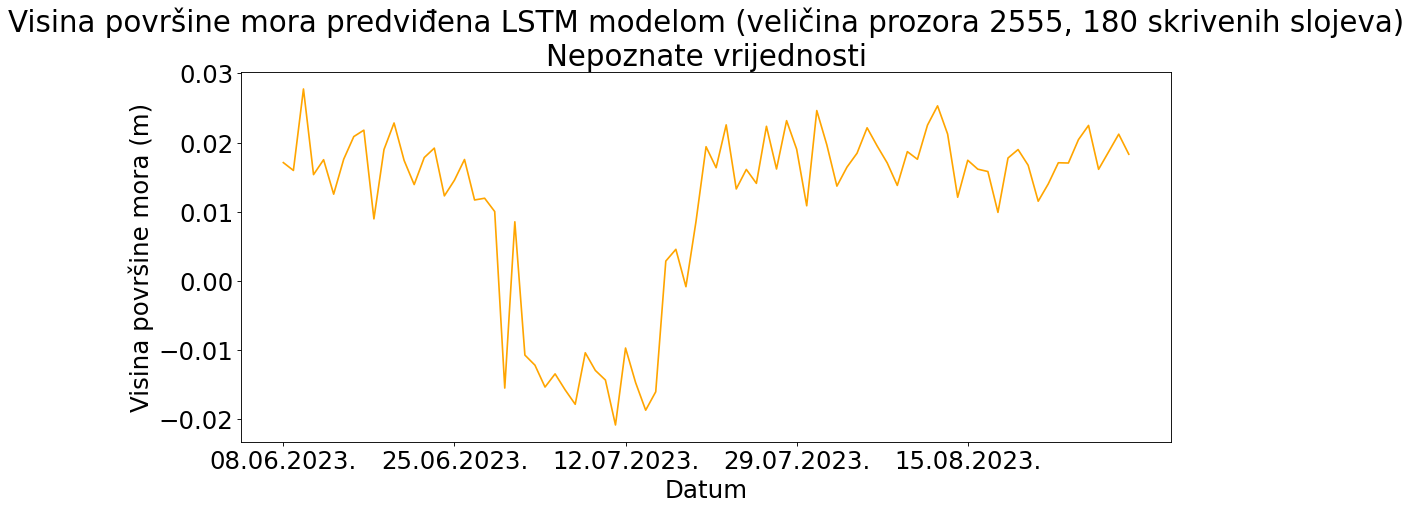 Visina površine mora predviđena LSTM modelom (veličina prozora 2555, 180 skrivenih slojeva)
Nepoznate vrijednosti
Visina površine mora (m)
0.03
0.02
0.01
0.00
−0.01
−0.02
08.06.2023.
25.06.2023.
12.07.2023.
29.07.2023.
15.08.2023.
Datum